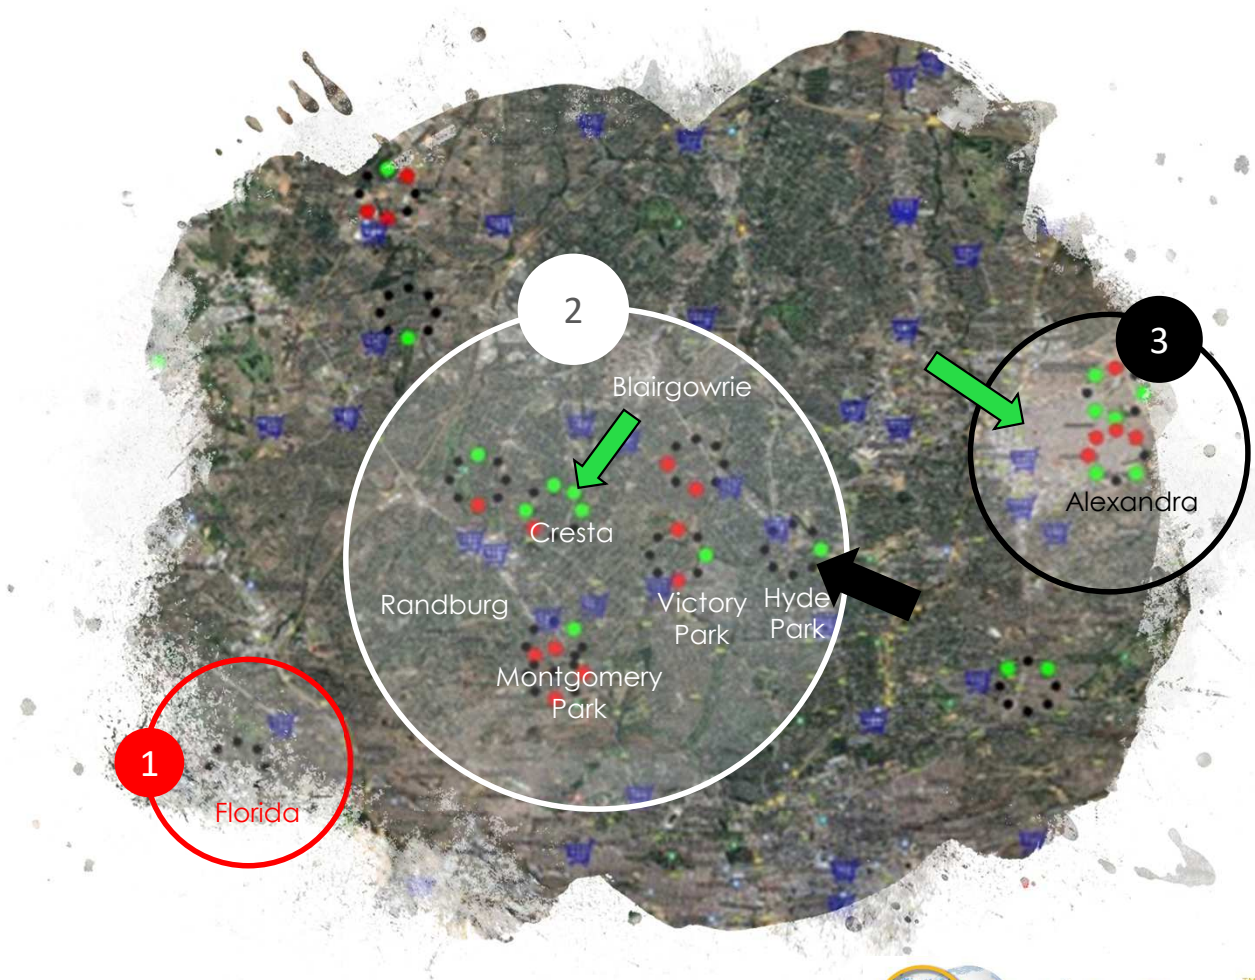 2
3
Blairgowrie
Alexandra
Cresta
Randburg
Victory
Park
Hyde
Park
Montgomery
Park
1
Florida